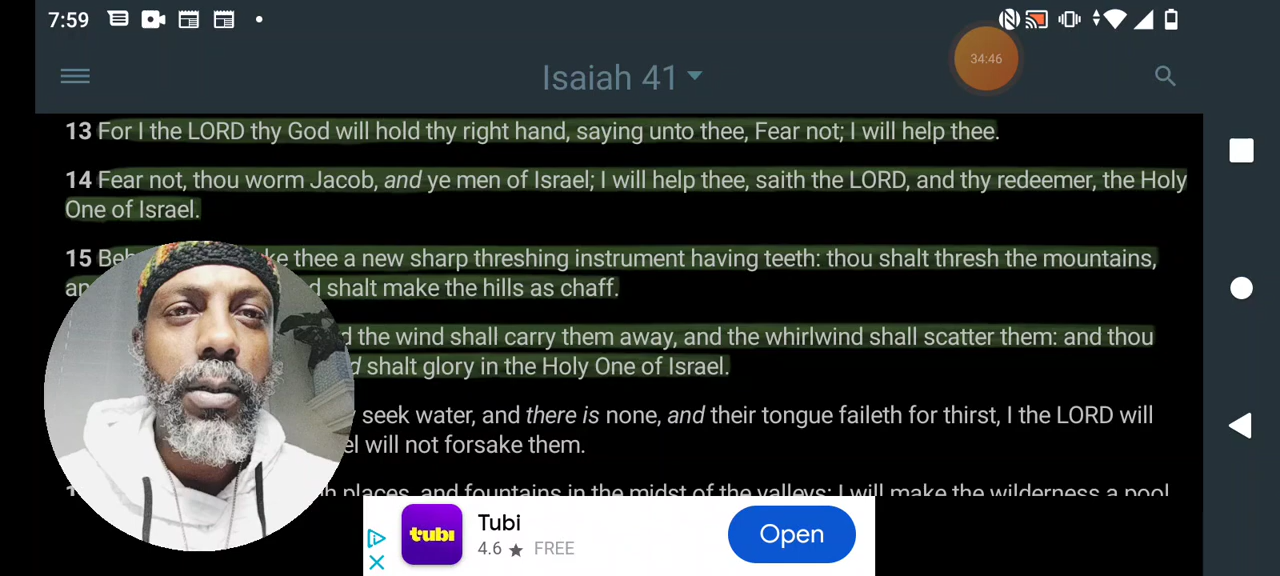 7:59
34:46
Isaiah 41
13 For I the LORD thy God will hold thy right hand, saying unto thee, Fear not; I will help thee.
14 Fear not, thou worm Jacob, and ye men of Israel; I will help thee, saith the LORD, and thy redeemer, the Holy
One of Israel.
15 thee a new sharp threshing instrument having teeth: thou shalt thresh the mountains,
shalt make the hills as chaff.
the wind shall carry them away, and the whirlwind shall scatter them: and thou
shalt glory in the Holy One of Israel.
seek water, and there is none, and their tongue faileth for thirst, I the LORD will
will not forsake them.
places, and fountains in the midst of the valleys: I will make the wilderness a pool
Tubi
tubi
Open
4.6 ★ FREE